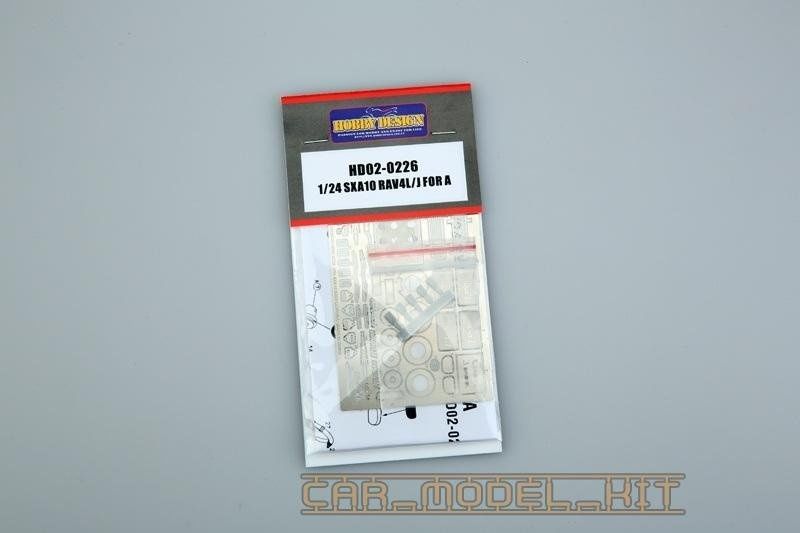 HOBBY DESIGN
HD02-0226
1/24 SXA10 RAV4L/J FOR A
CAR_MODEL_KIT